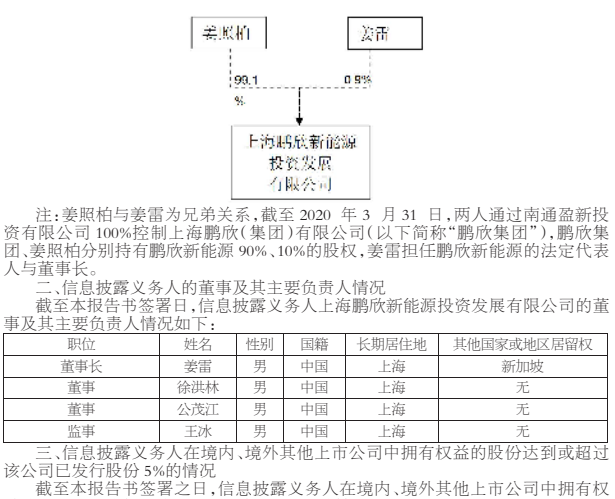 姜照柏
姜雷
99.1
0.9%
%
上海鹏欣新能源
投资发展
有限公司
注:姜照柏与姜雷为兄弟关系,截至 2020 年 3 月 31 日,两人通过南通盈新投
资有限公司 100%控制上海鹏欣(集团)有限公司(以下简称“鹏欣集团”),鹏欣集
团、姜照柏分别持有鹏欣新能源 90%、10%的股权,姜雷担任鹏欣新能源的法定代表
人与董事长。
二、信息披露义务人的董事及其主要负责人情况
截至本报告书签署日,信息披露义务人上海鹏欣新能源投资发展有限公司的董
事及其主要负责人情况如下:
职位 姓名 性别 国籍 长期居住地 其他国家或地区居留权
董事长 姜雷 男 中国 上海 新加坡
董事 徐洪林 男 中国 上海 无
董事 公茂江 男 中国 上海 无
监事 王冰 男 中国 上海 无
三、信息披露义务人在境内、境外其他上市公司中拥有权益的股份达到或超过
该公司已发行股份 5%的情况
截至本报告书签署之日,信息披露义务人在境内、境外其他上市公司中拥有权